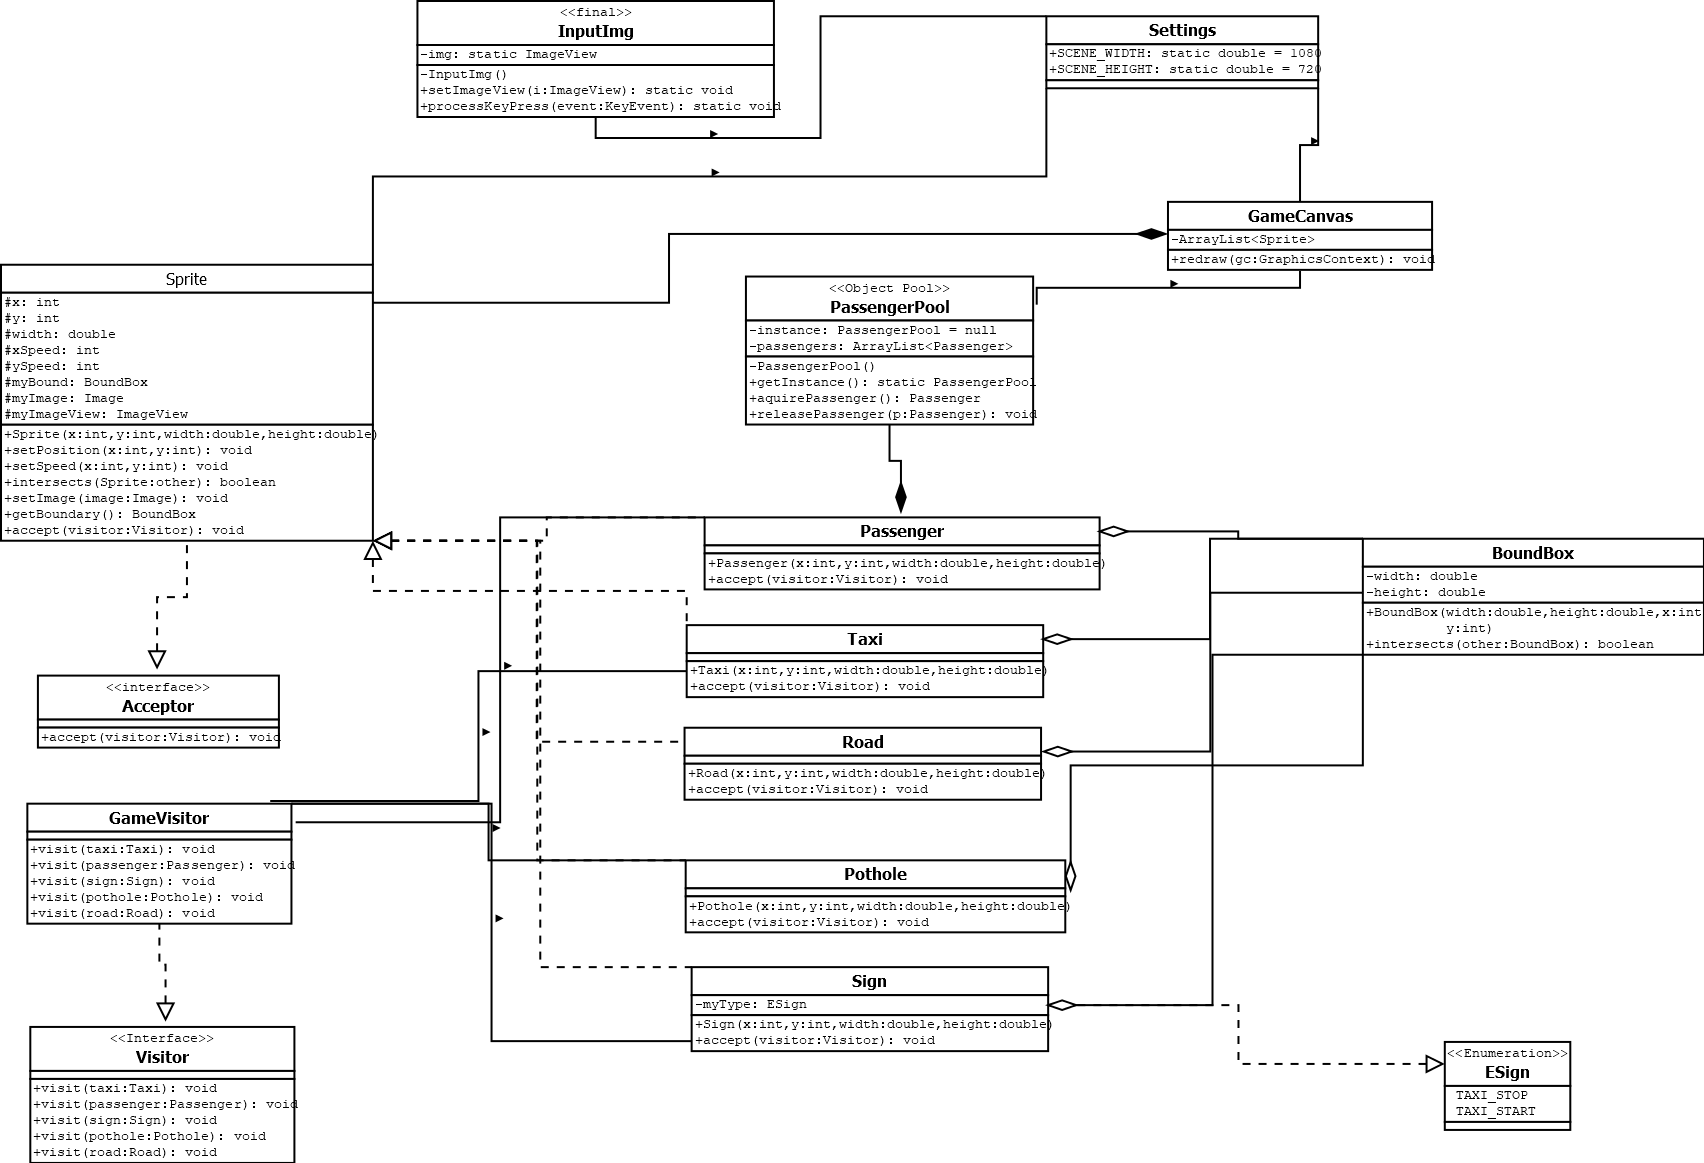 <<final>>
InputImg
-img: static ImageView
-InputImg()
+setImageView(i:ImageView): static void
+processKeyPress(event:KeyEvent): static void
Settings
+SCENE_WIDTH: static double = 1080
+SCENE_HEIGHT: static double = 720
GameCanvas
-ArrayList<Sprite>
+redraw(gc:GraphicsContext): void
Sprite
#x: int
#y: int
#width: double
#xSpeed: int
#ySpeed: int
#myBound: BoundBox
#myImage: Image
#myImageView: ImageView
+Sprite(x:int,y:int,width:double,height:double)
+setPosition(x:int,y:int): void
+setSpeed(x:int,y:int): void
+intersects(Sprite:other): boolean
+setImage(image:Image): void
+getBoundary(): BoundBox
+accept(visitor:Visitor): void
<<Object Pool>>
PassengerPool
-instance: PassengerPool = null
-passengers: ArrayList<Passenger>
-PassengerPool()
+getInstance(): static PassengerPool
+aquirePassenger(): Passenger
+releasePassenger(p:Passenger): void
Passenger
+Passenger(x:int,y:int,width:double,height:double)
+accept(visitor:Visitor): void
BoundBox
-width: double
-height: double
+BoundBox(width:double,height:double,x:int
y:int)
+intersects(other:BoundBox): boolean
Taxi
+Taxi(x:int,y:int,width:double,height:double)
+accept(visitor:Visitor): void
<<interface>>
Acceptor
+accept(visitor:Visitor): void
Road
+Road(x:int,y:int,width:double,height:double)
+accept(visitor:Visitor): void
GameVisitor
+visit(taxi:Taxi): void
+visit(passenger:Passenger): void
+visit(sign:Sign): void
+visit(pothole:Pothole): void
+visit(road:Road): void
Pothole
+Pothole(x:int,y:int,width:double,height:double)
+accept(visitor:Visitor): void
Sign
-myType: ESign
+Sign(x:int,y:int,width:double,height:double)
+accept(visitor:Visitor): void
<<Interface>>
Visitor
+visit(taxi:Taxi): void
+visit(passenger:Passenger): void
+visit(sign:Sign): void
+visit(pothole:Pothole): void
+visit(road:Road): void
<<Enumeration>>
ESign
TAXI_STOP
TAXI_START